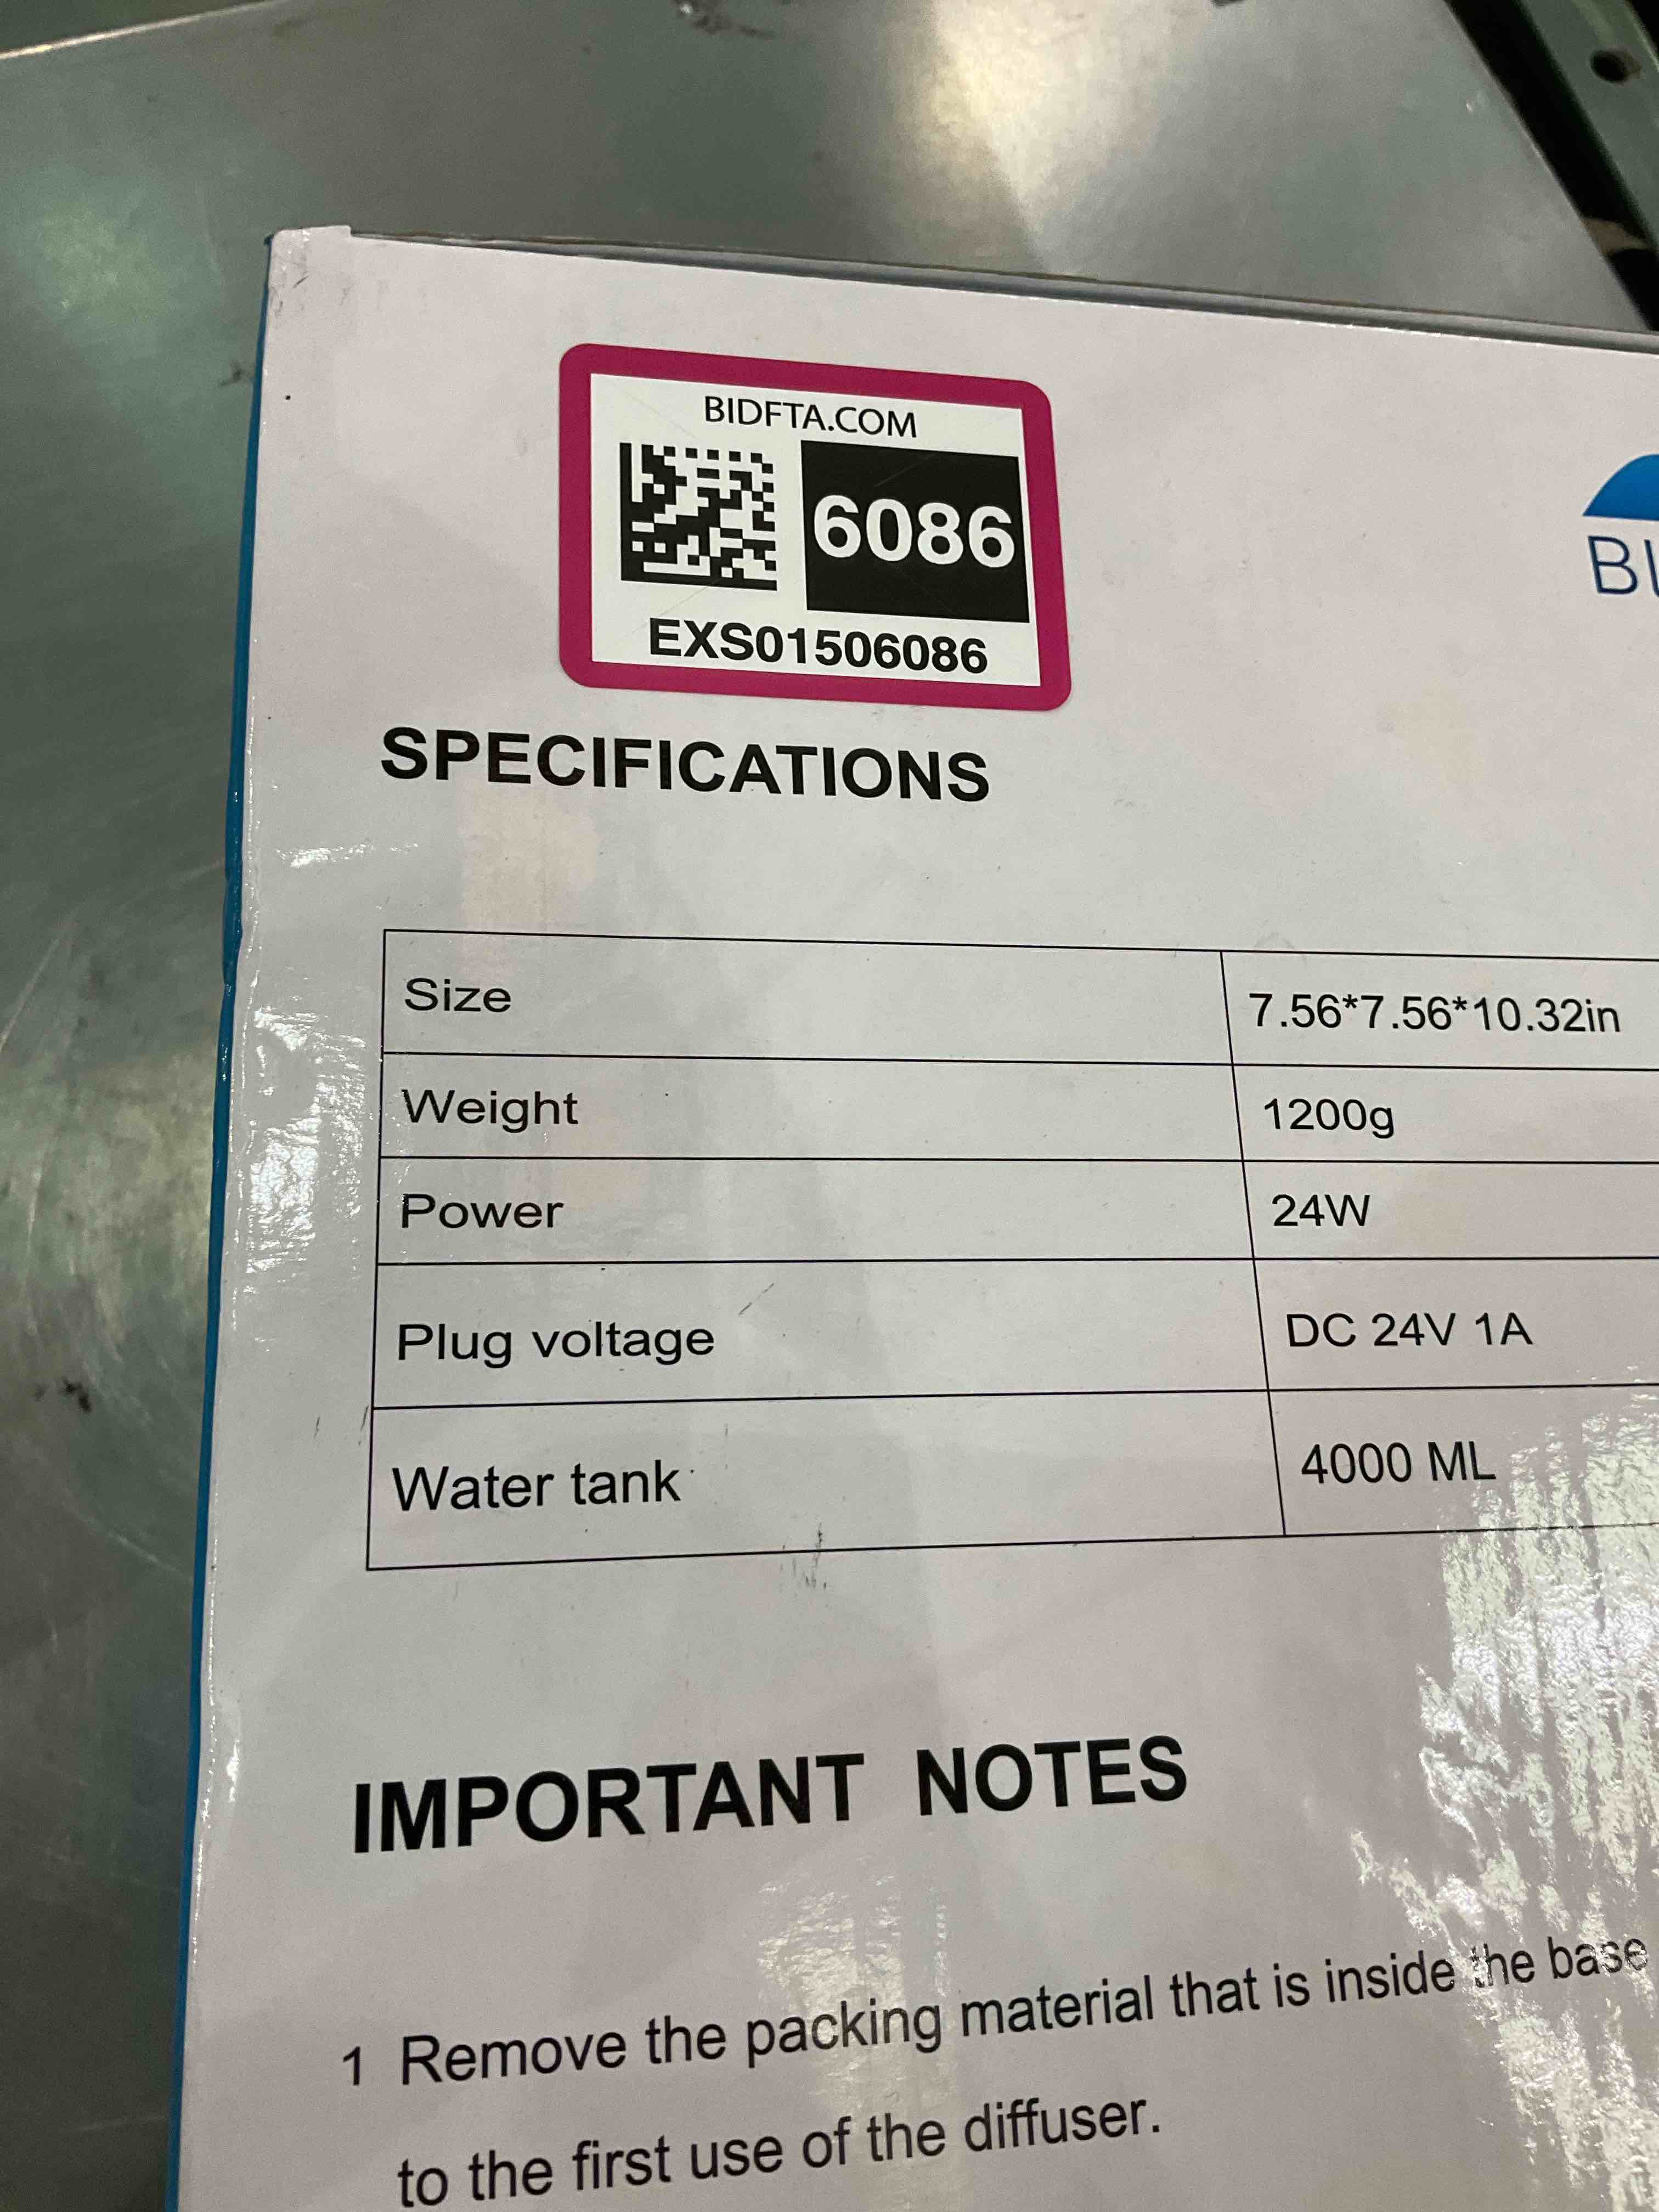 BIDFTA.COM
6086
EXS01506086
SPECIFICATIONS
Size 7.56*7.56*10.32in
Weight 1200g
Power 24W
Plug voltage DC 24V 1A
Water tank 4000 ML
IMPORTANT NOTES
1 Remove the packing material that is inside the base
to the first use of the diffuser.